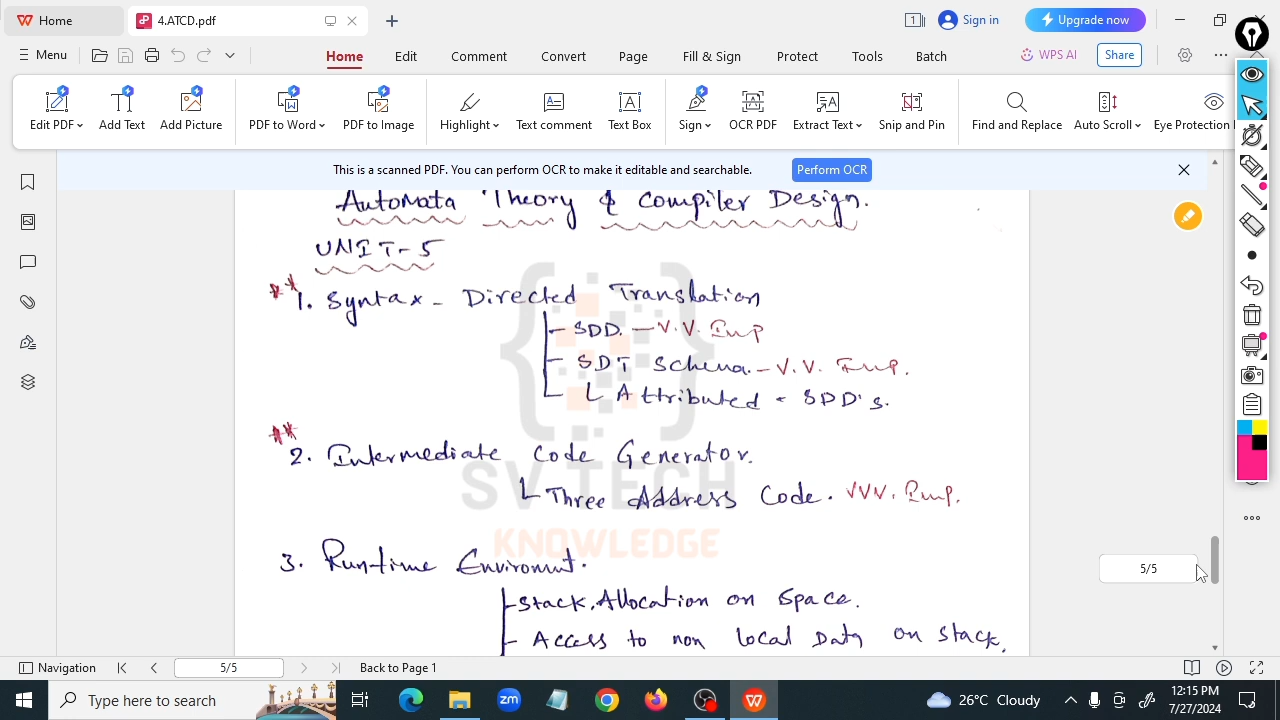 Home
4.ATCD.pdf
Sign in
Upgrade now
Menu
Home
Edit
Comment
Convert
Page
Fill & Sign
Protect
Tools
Batch
WPS AI
Share
Edit PDF
Add Text
Add Picture
PDF to Word
PDF to Image
Highlight
Text comment
Text Box
Sign
OCR PDF
Extract Text
Snip and Pin
Find and Replace
Auto Scroll
Eye Protection
This is a scanned PDF. You can perform OCR to make it editable and searchable.
Perform OCR
Automata Theory & Compiler Design.
UNIT-5
** 1. Syntax - Directed Translation
SDD. - V.V. Imp
SDT Schema. - V.V. Imp.
L Attributed - SDD's.
** 2. Intermediate Code Generator.
Three Address Code. VVV. Imp.
SV TECH
KNOWLEDGE
3. Runtime Enviromnt.
Stack Allocation on Space.
Access to non local Data on Stack.
5/5
Navigation
5/5
Back to Page 1
Type here to search
zm
26°C Cloudy
12:15 PM
7/27/2024